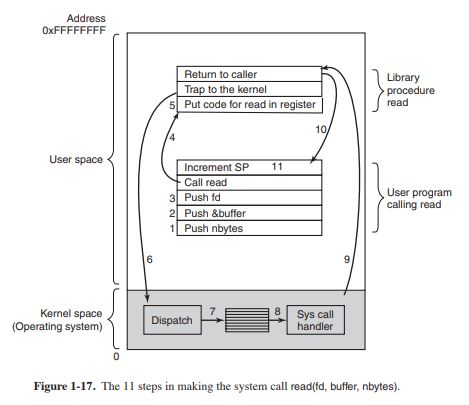 Address
0xFFFFFFFF
Return to caller
Trap to the kernel
5 Put code for read in register
Library
procedure
read
4
10
User space
Increment SP 11
Call read
3 Push fd
2 Push &buffer
1 Push nbytes
User program
calling read
6
9
Kernel space
(Operating system)
Dispatch
7
8
Sys call
handler
0
Figure 1-17. The 11 steps in making the system call read(fd, buffer, nbytes).